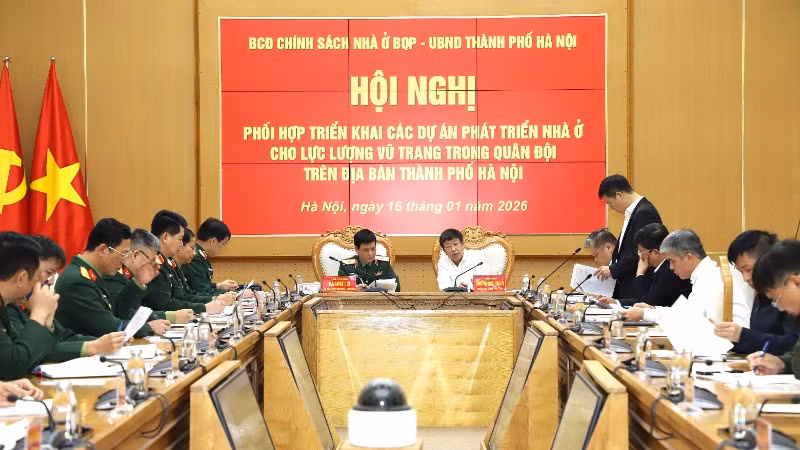 BCĐ CHÍNH SÁCH NHÀ Ở BQP - UBND THÀNH PHỐ HÀ NỘI
HỘI NGHỊ
PHỐI HỢP TRIỂN KHAI CÁC DỰ ÁN PHÁT TRIỂN NHÀ Ở
CHO LỰC LƯỢNG VŨ TRANG TRONG QUÂN ĐỘI
TRÊN ĐỊA BÀN THÀNH PHỐ HÀ NỘI
Hà Nội, ngày 16 tháng 01 năm 2026